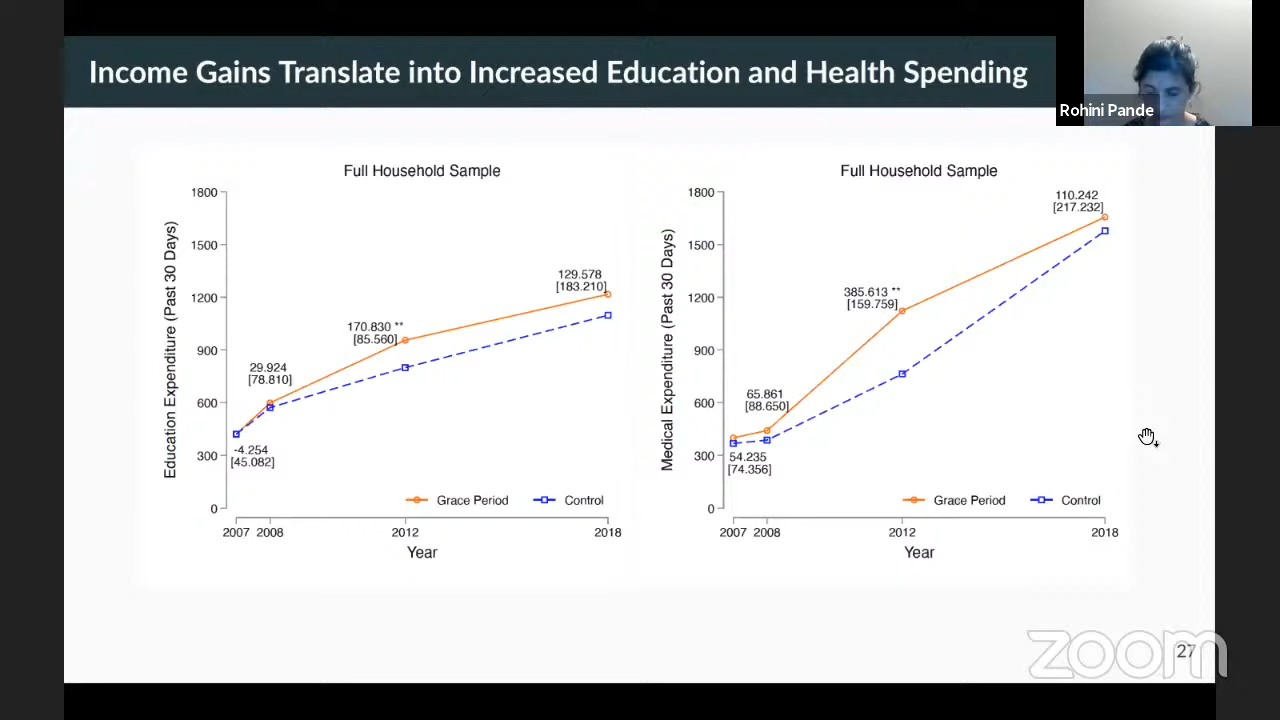 Income Gains Translate into Increased Education and Health Spending
Rohini Pande
Full Household Sample
Education Expenditure (Past 30 Days)
1800
1500
1200
900
600
300
0
-4.254
[45.082]
29.924
[78.810]
170.830 **
[85.560]
129.578
[183.210]
Grace Period
Control
2007 2008 2012 2018
Year
Full Household Sample
Medical Expenditure (Past 30 Days)
1800
1500
1200
900
600
300
0
54.235
[74.356]
65.861
[88.650]
385.613 **
[159.759]
110.242
[217.232]
Grace Period
Control
2007 2008 2012 2018
Year
zoom
27